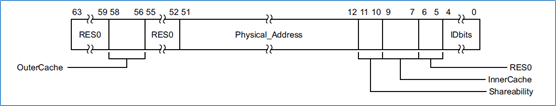 63 59 58 56 55 52 51 12 11 10 9 7 6 5 4 0
RES0 RES0 Physical_Address IDbits
OuterCache RES0
InnerCache
Shareability